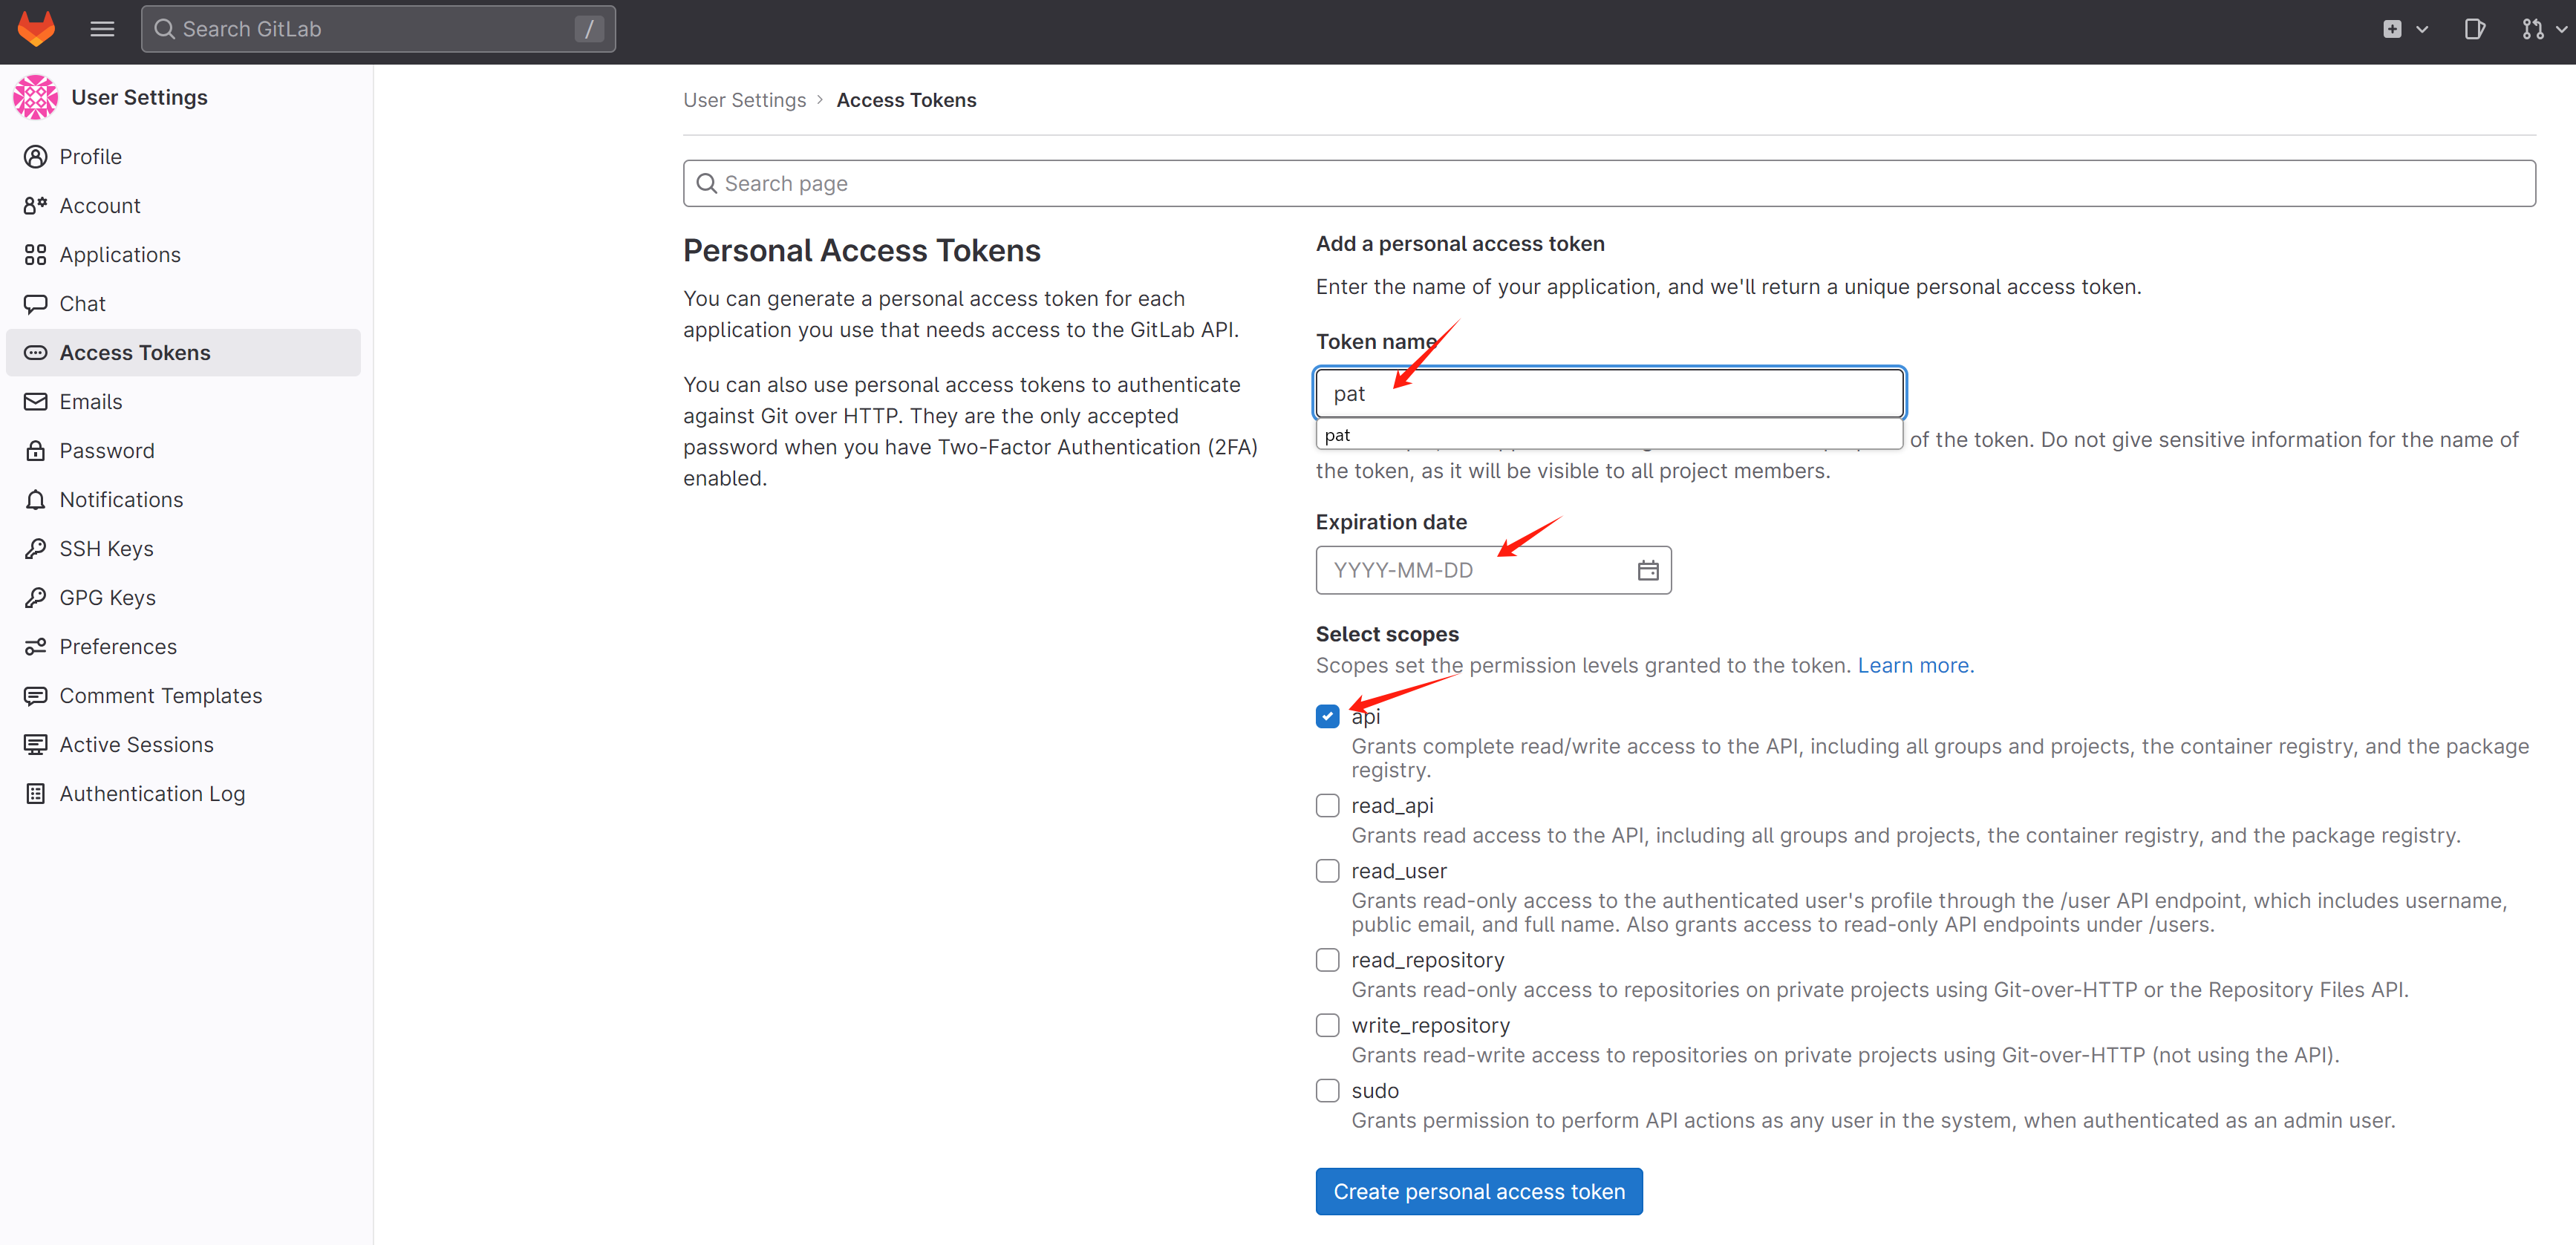 Search GitLab
/
User Settings
Profile
Account
Applications
Chat
Access Tokens
Emails
Password
Notifications
SSH Keys
GPG Keys
Preferences
Comment Templates
Active Sessions
Authentication Log
User Settings > Access Tokens
Search page
Personal Access Tokens
You can generate a personal access token for each
application you use that needs access to the GitLab API.
You can also use personal access tokens to authenticate
against Git over HTTP. They are the only accepted
password when you have Two-Factor Authentication (2FA)
enabled.
Add a personal access token
Enter the name of your application, and we'll return a unique personal access token.
Token name
pat
pat
of the token. Do not give sensitive information for the name of
the token, as it will be visible to all project members.
Expiration date
YYYY-MM-DD
Select scopes
Scopes set the permission levels granted to the token. Learn more.
api
Grants complete read/write access to the API, including all groups and projects, the container registry, and the package
registry.
read_api
Grants read access to the API, including all groups and projects, the container registry, and the package registry.
read_user
Grants read-only access to the authenticated user's profile through the /user API endpoint, which includes username,
public email, and full name. Also grants access to read-only API endpoints under /users.
read_repository
Grants read-only access to repositories on private projects using Git-over-HTTP or the Repository Files API.
write_repository
Grants read-write access to repositories on private projects using Git-over-HTTP (not using the API).
sudo
Grants permission to perform API actions as any user in the system, when authenticated as an admin user.
Create personal access token